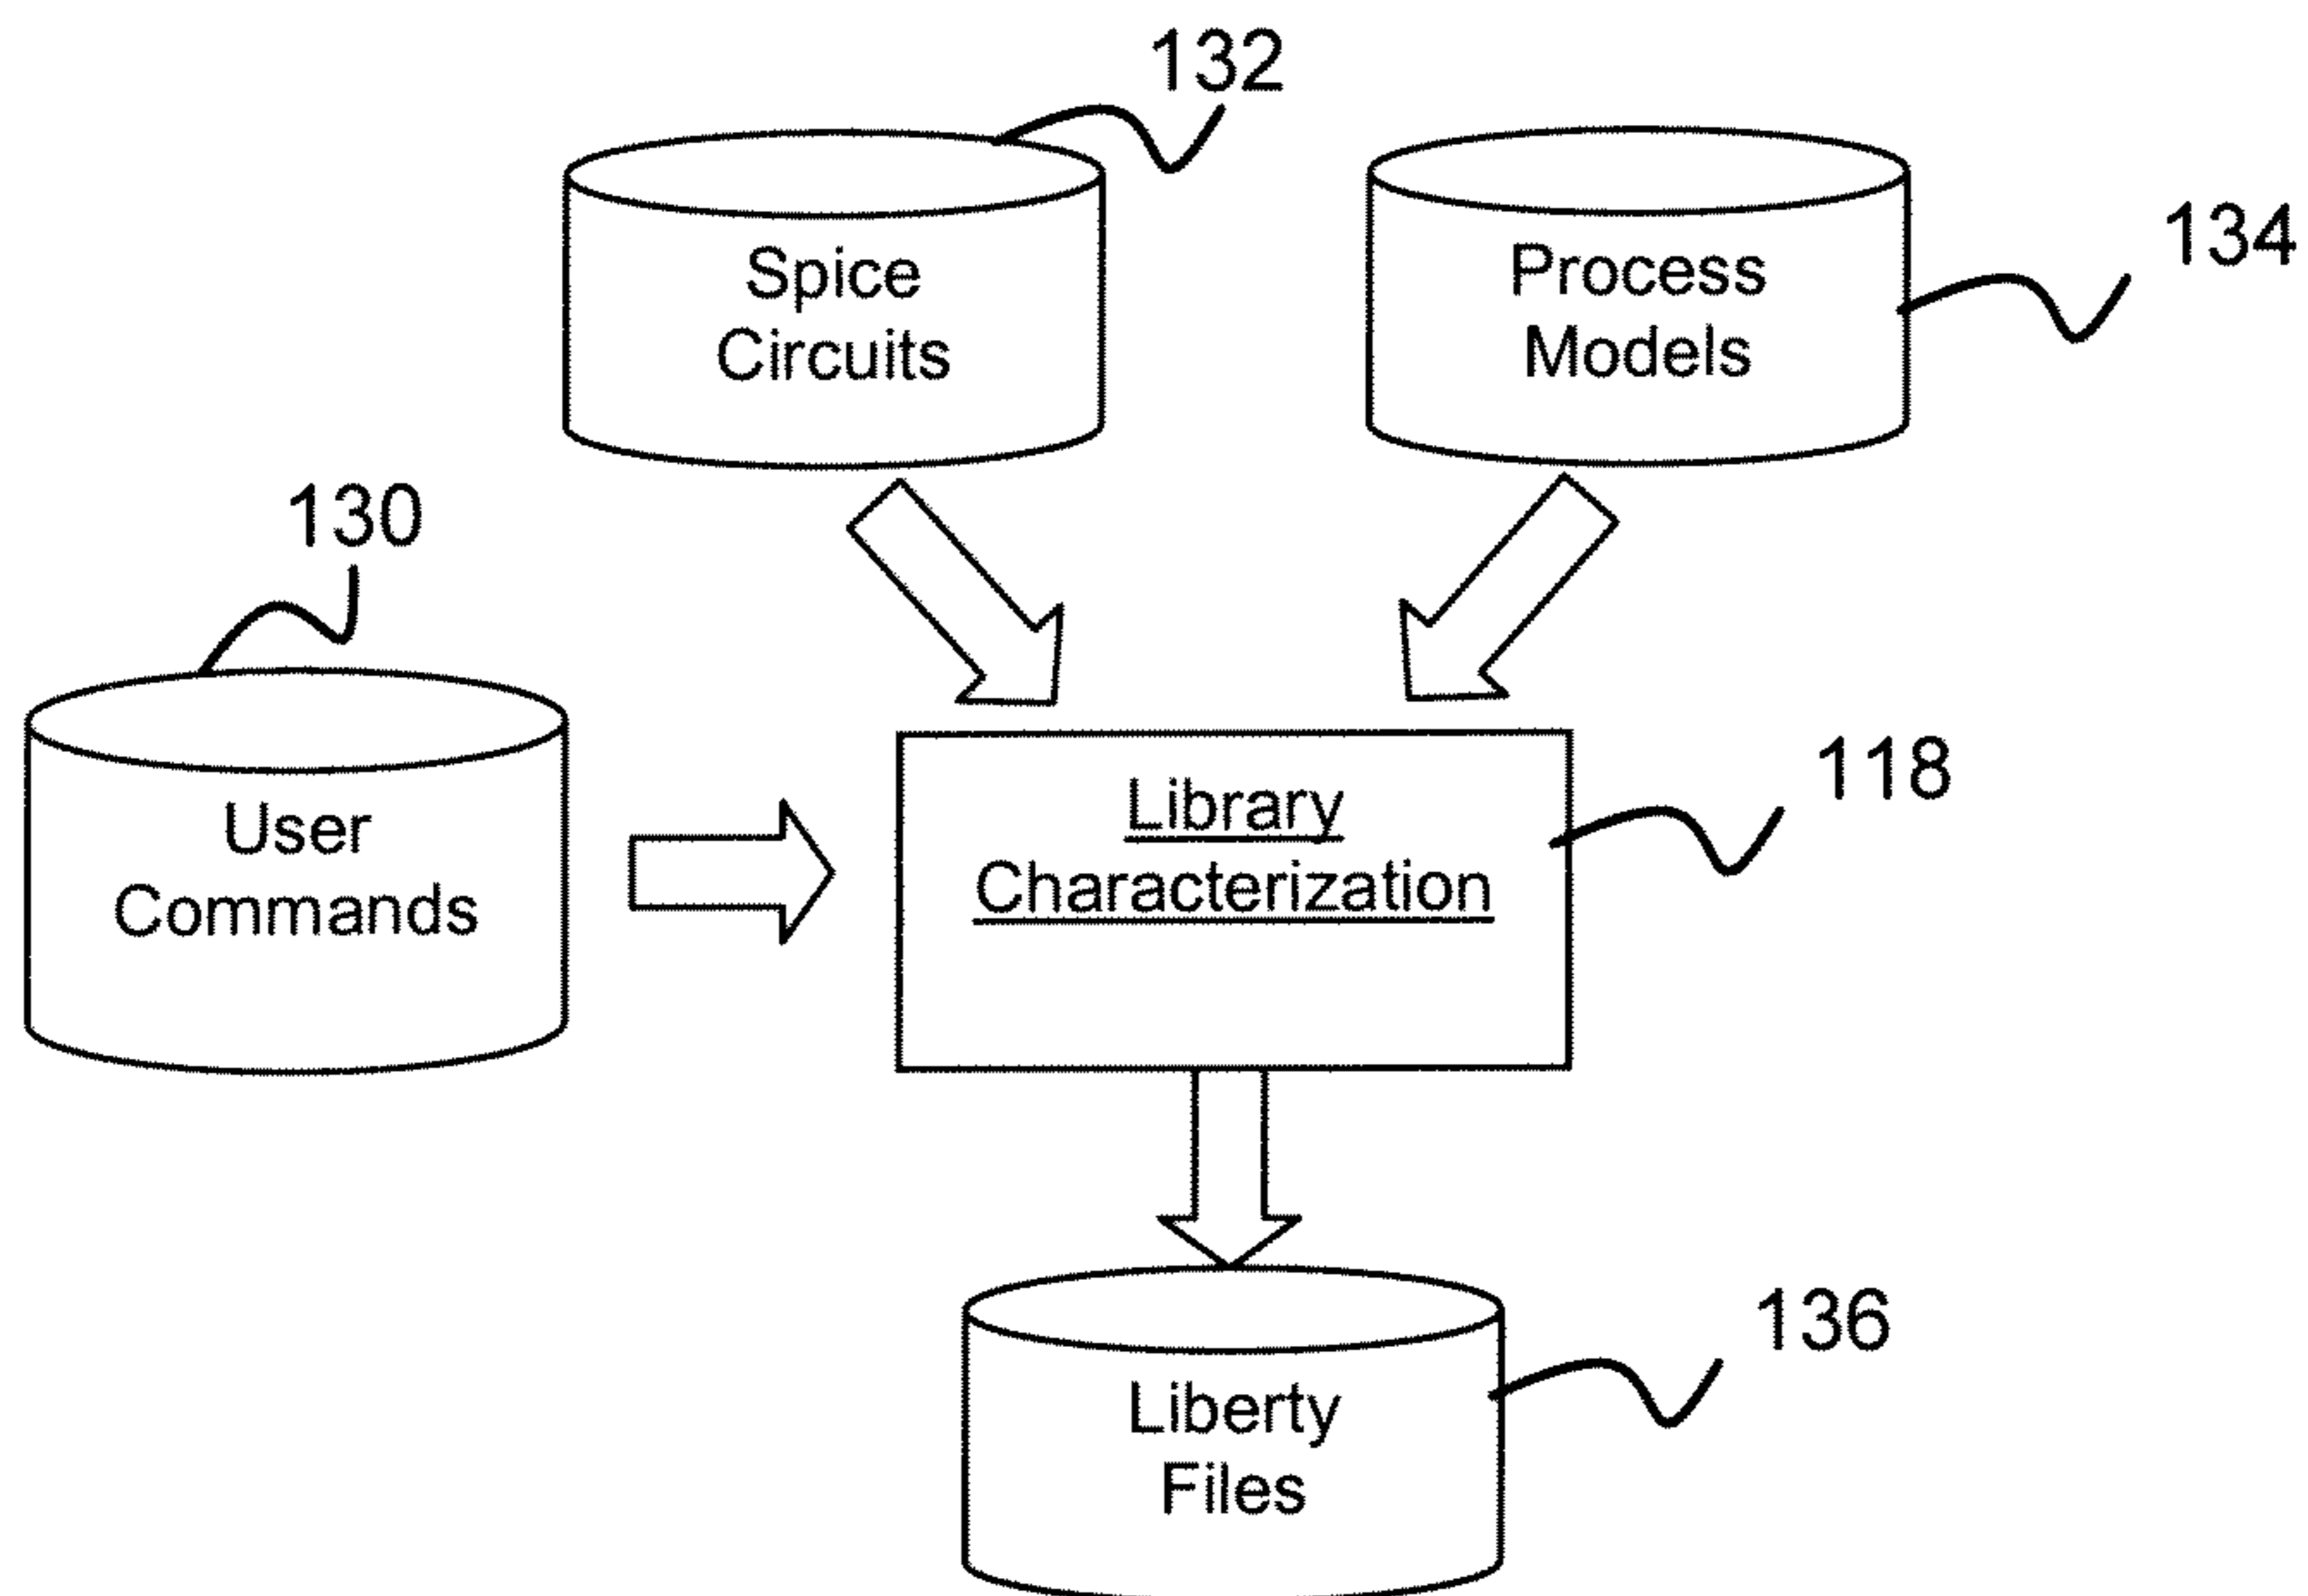 132
Spice
Circuits
Process
Models
134
130
User
Commands
Library
Characterization
118
Liberty
Files
136